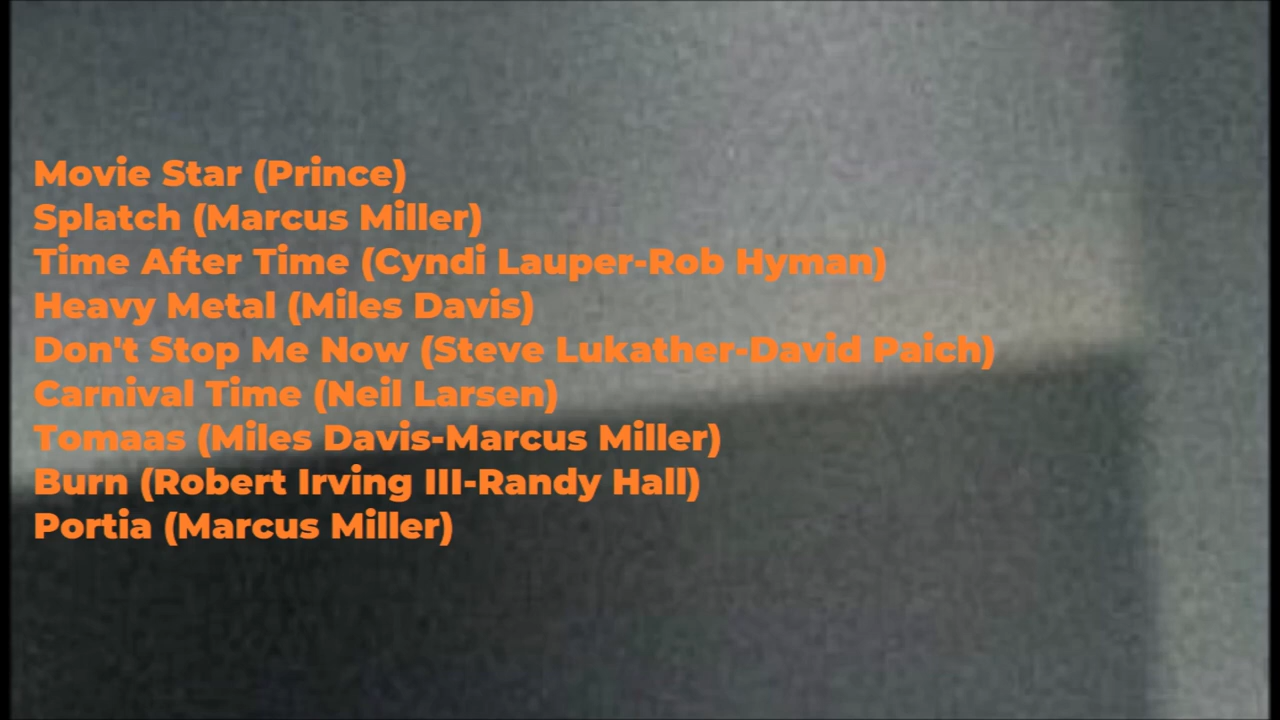 Movie Star (Prince)
Splatch (Marcus Miller)
Time After Time (Cyndi Lauper-Rob Hyman)
Heavy Metal (Miles Davis)
Don't Stop Me Now (Steve Lukather-David Paich)
Carnival Time (Neil Larsen)
Tomaas (Miles Davis-Marcus Miller)
Burn (Robert Irving III-Randy Hall)
Portia (Marcus Miller)